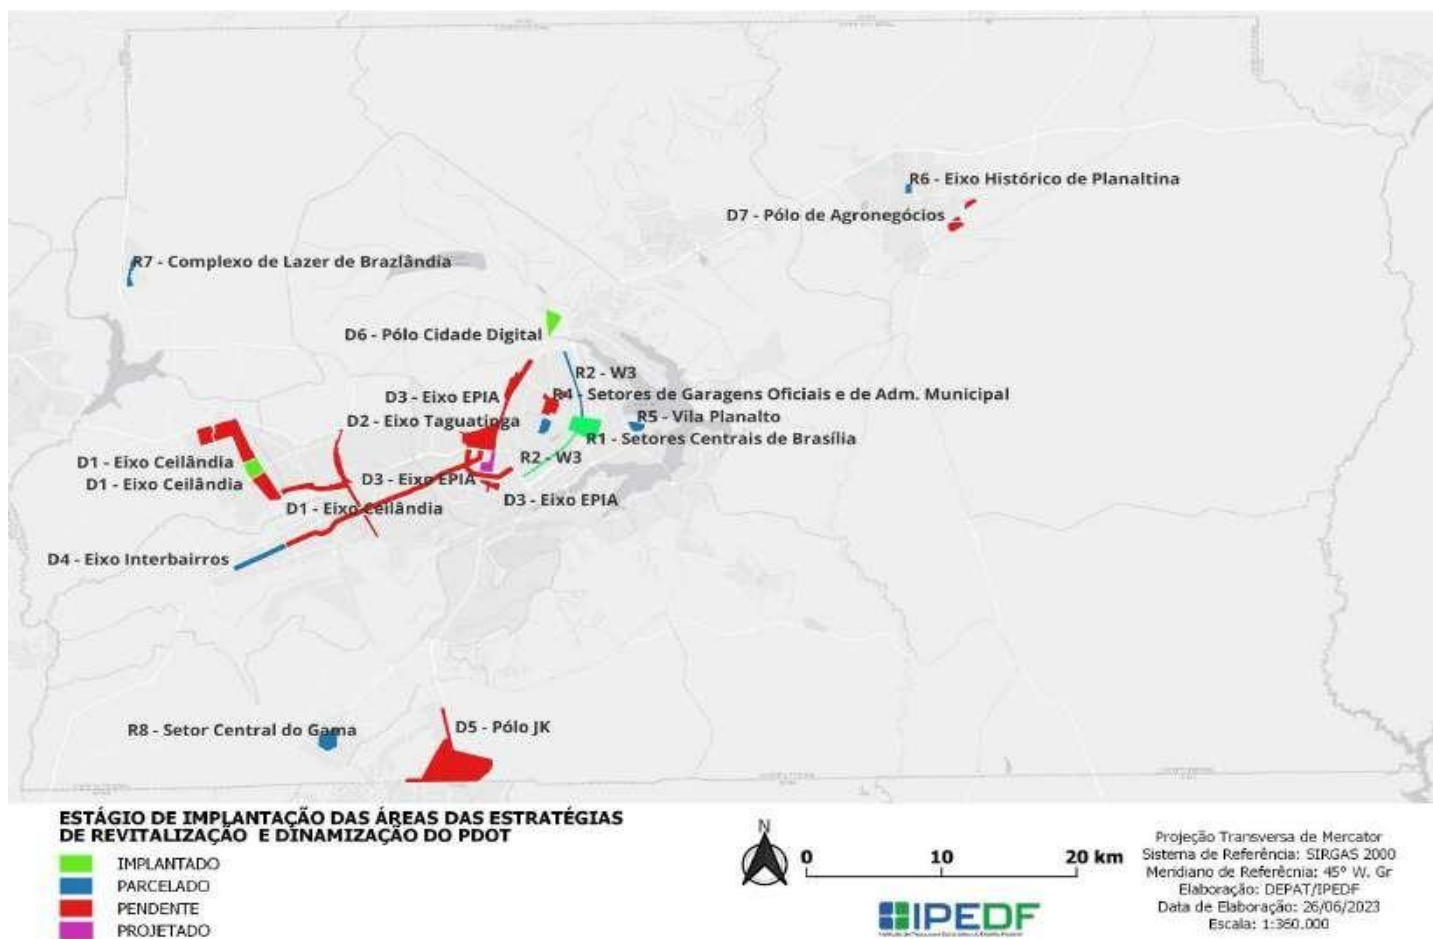 R6 - Eixo Histórico de Planaltina
D7 - Pólo de Agronegócios
R7 - Complexo de Lazer de Brazlândia
D6 - Pólo Cidade Digital
R2 - W3
D3 - Eixo EPIA
R4 - Setores de Garagens Oficiais e de Adm. Municipal
D2 - Eixo Taguatinga
R5 - Vila Planalto
R1 - Setores Centrais de Brasília
D1 - Eixo Ceilândia
R2 - W3
D1 - Eixo Ceilândia
D3 - Eixo EPIA
D3 - Eixo EPIA
D1 - Eixo Ceilândia
D4 - Eixo Interbairros
R8 - Setor Central do Gama
D5 - Pólo JK
ESTÁGIO DE IMPLANTAÇÃO DAS ÁREAS DAS ESTRATÉGIAS
DE REVITALIZAÇÃO E DINAMIZAÇÃO DO PDOT
IMPLANTADO
PARCELADO
PENDENTE
PROJETADO
N
0 10 20 km
IPEDF
Projeção Transversa de Mercator
Sistema de Referência: SIRGAS 2000
Meridiano de Referêcnia: 45° W. Gr
Elaboração: DEPAT/IPEDF
Data de Elaboração: 26/06/2023
Escala: 1:360.000